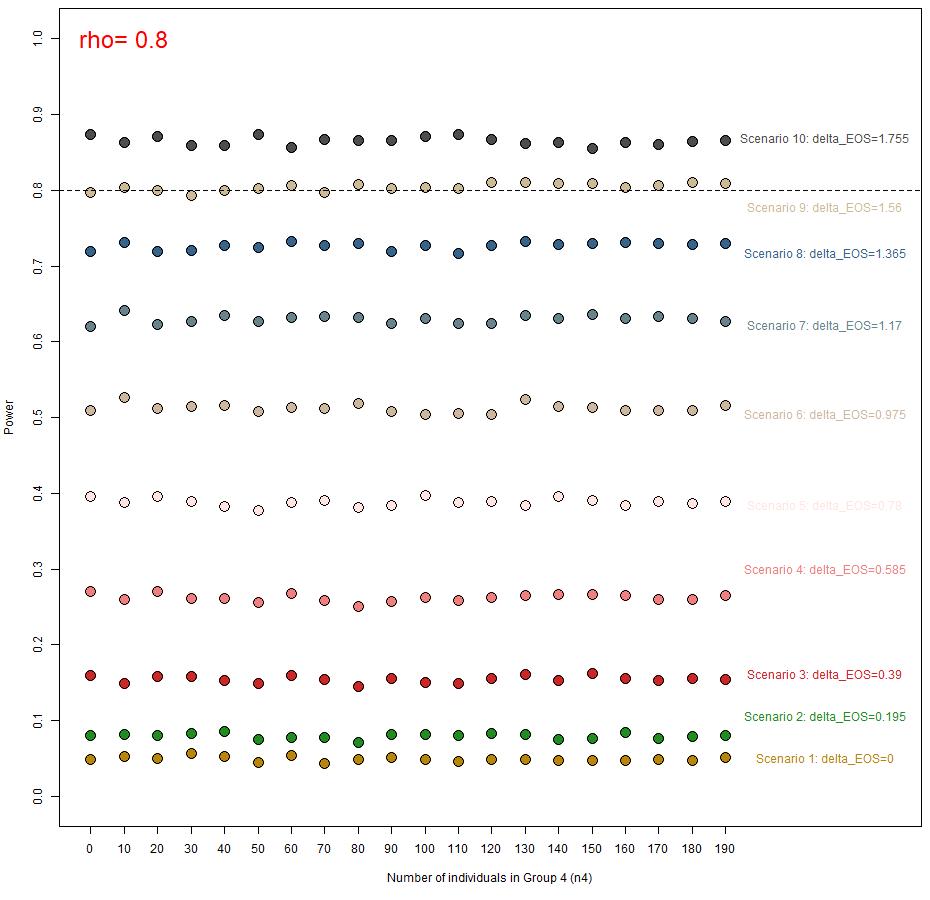 rho= 0.8
1.0
0.9
0.8
0.7
0.6
0.5
0.4
0.3
0.2
0.1
0.0
Power
Scenario 10: delta_EOS=1.755
Scenario 9: delta_EOS=1.56
Scenario 8: delta_EOS=1.365
Scenario 7: delta_EOS=1.17
Scenario 6: delta_EOS=0.975
Scenario 5: delta_EOS=0.78
Scenario 4: delta_EOS=0.585
Scenario 3: delta_EOS=0.39
Scenario 2: delta_EOS=0.195
Scenario 1: delta_EOS=0
0 10 20 30 40 50 60 70 80 90 100 110 120 130 140 150 160 170 180 190
Number of individuals in Group 4 (n4)